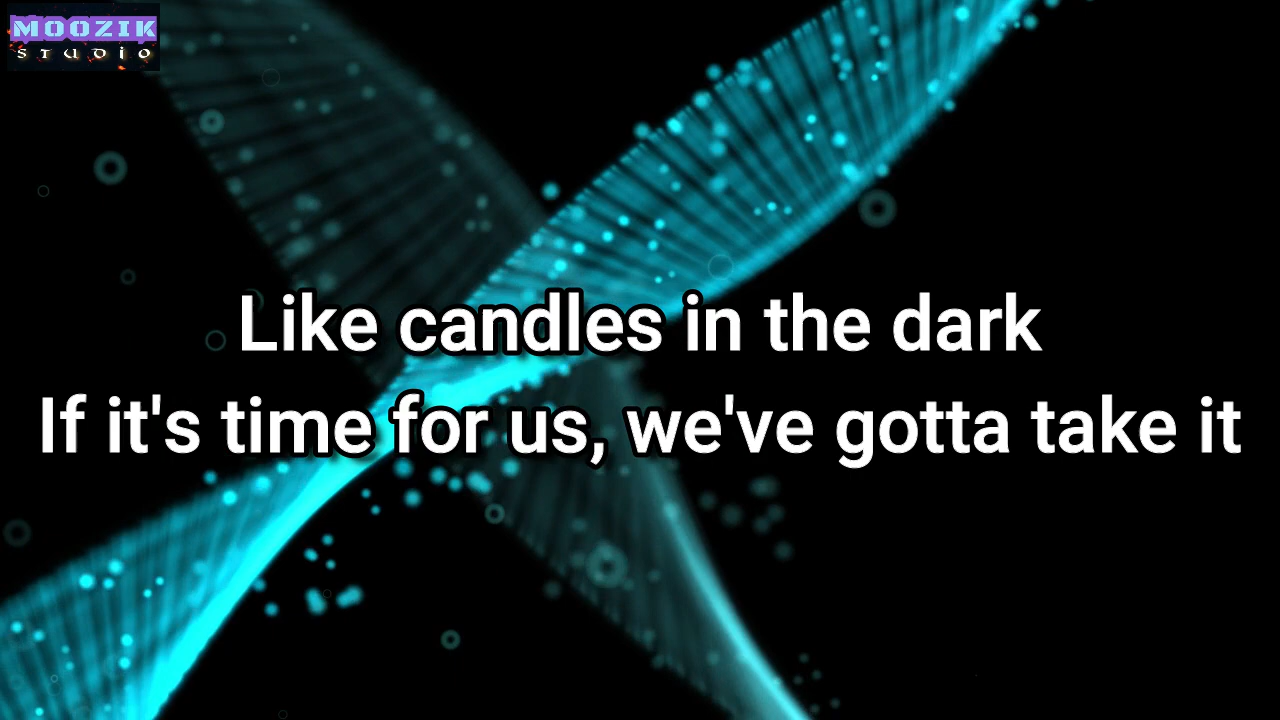 MOOZIK
STUDIO
Like candles in the dark
If it's time for us, we've gotta take it